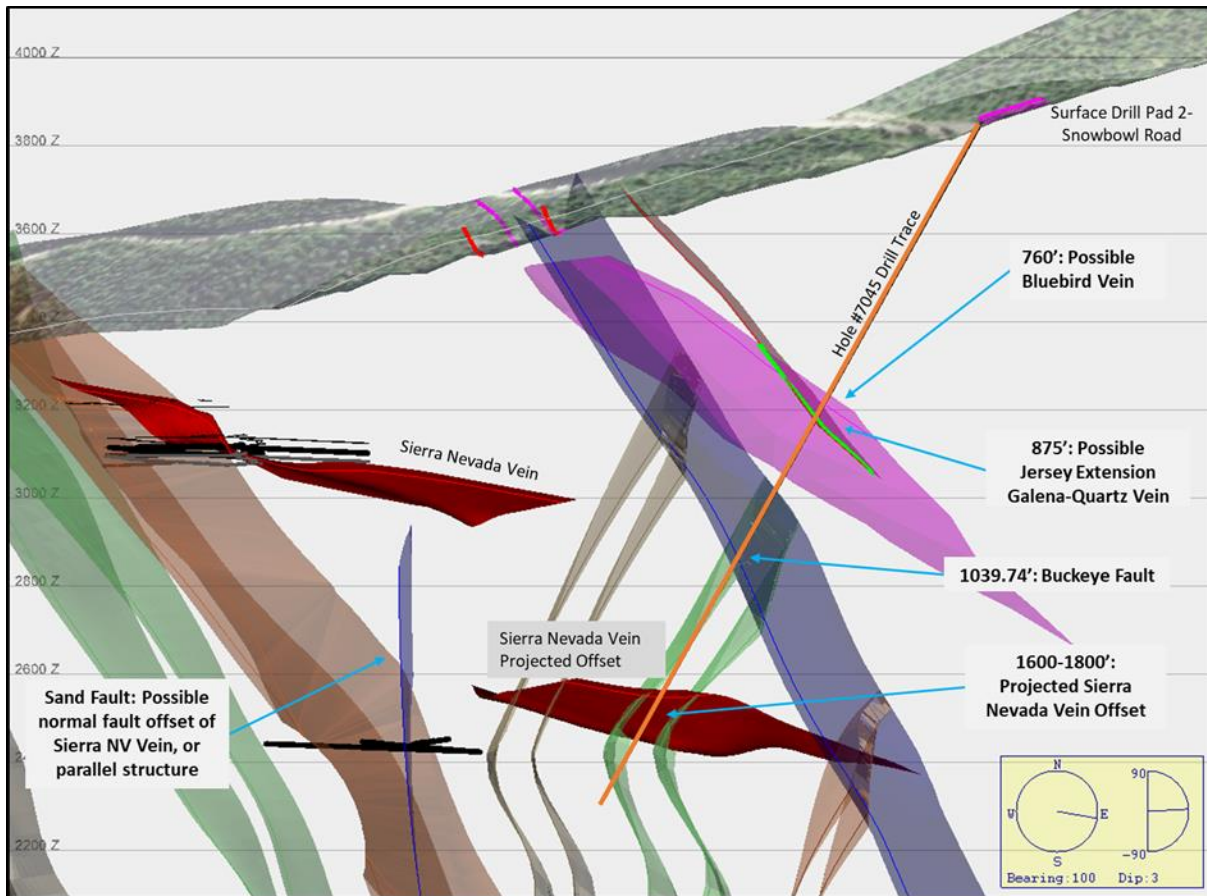 4000 Z
3800 Z
Surface Drill Pad 2-
Snowbowl Road
3600 Z
Hole #7045 Drill Trace
760': Possible
Bluebird Vein
3200 Z
Sierra Nevada Vein
875': Possible
Jersey Extension
Galena-Quartz Vein
3000 Z
2800 Z
1039.74': Buckeye Fault
Sierra Nevada Vein
Projected Offset
2600 Z
1600-1800':
Projected Sierra
Nevada Vein Offset
Sand Fault: Possible
normal fault offset of
Sierra NV Vein, or
parallel structure
2200 Z
N
W
E
S
90
-90
Bearing:100
Dip:3